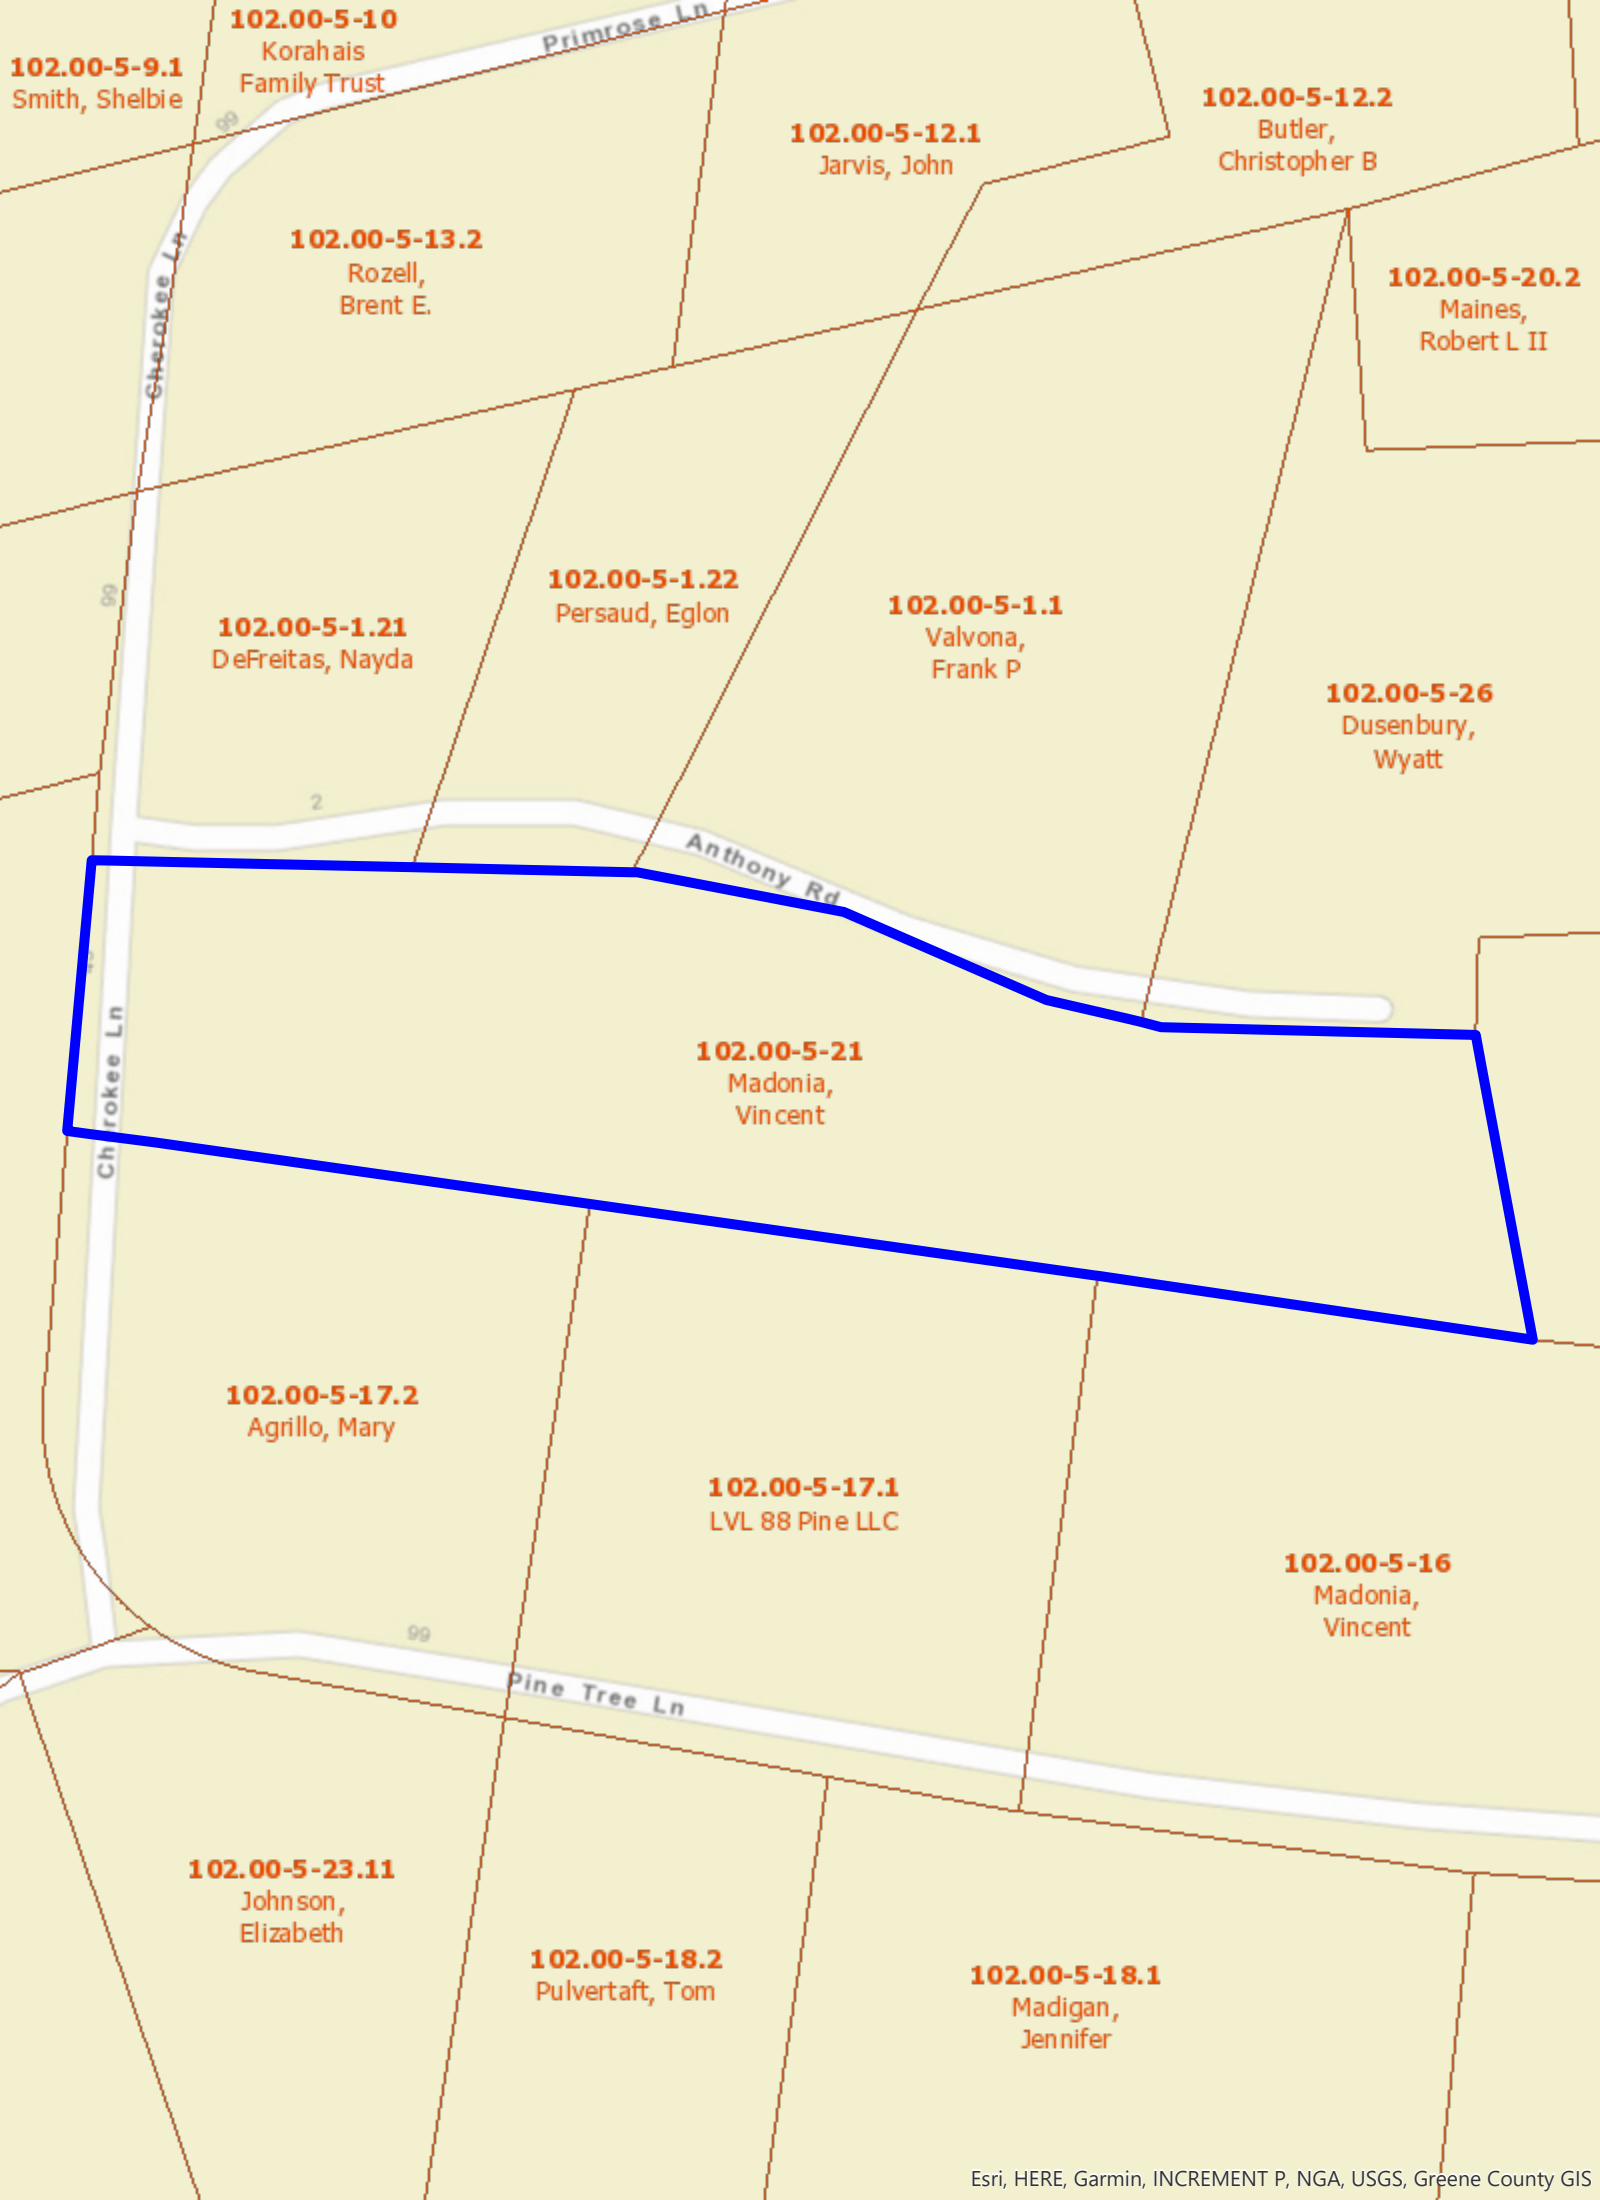 102.00-5-10
Korahais
Family Trust
Primrose Ln
102.00-5-9.1
Smith, Shelbie
99
102.00-5-12.2
Butler,
Christopher B
102.00-5-12.1
Jarvis, John
102.00-5-13.2
Rozell,
Brent E.
Cherokee Ln
102.00-5-20.2
Maines,
Robert L II
99
102.00-5-1.21
DeFreitas, Nayda
102.00-5-1.22
Persaud, Eglon
102.00-5-1.1
Valvona,
Frank P
102.00-5-26
Dusenbury,
Wyatt
2
Anthony Rd
Cherokee Ln
102.00-5-21
Madonia,
Vincent
102.00-5-17.2
Agrillo, Mary
102.00-5-17.1
LVL 88 Pine LLC
102.00-5-16
Madonia,
Vincent
99
Pine Tree Ln
102.00-5-23.11
Johnson,
Elizabeth
102.00-5-18.2
Pulvertaft, Tom
102.00-5-18.1
Madigan,
Jennifer
Esri, HERE, Garmin, INCREMENT P, NGA, USGS, Greene County GIS